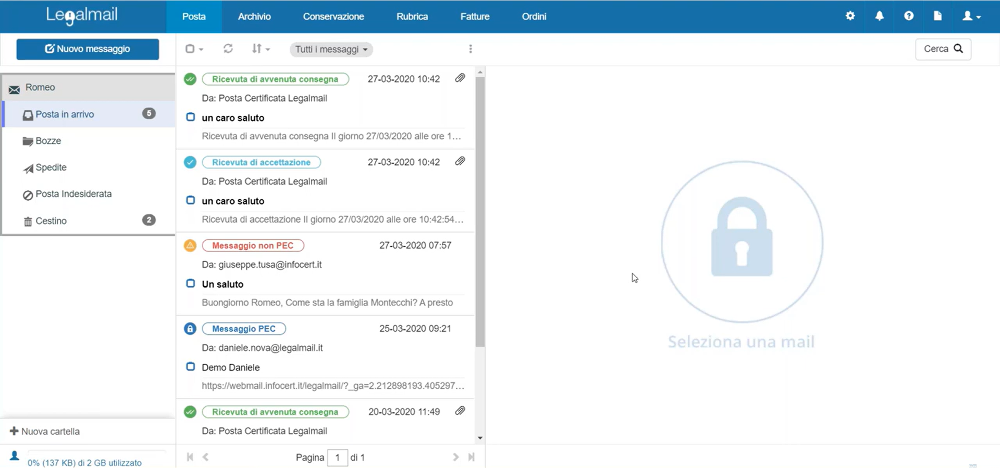 Legalmail
Posta
Archivio
Conservazione
Rubrica
Fatture
Ordini
Nuovo messaggio
Tutti i messaggi
Cerca
Romeo
Posta in arrivo 5
Bozze
Spedite
Posta Indesiderata
Cestino 2
Nuova cartella
0% (137 KB) di 2 GB utilizzato
Ricevuta di avvenuta consegna 27-03-2020 10:42
Da: Posta Certificata Legalmail
un caro saluto
Ricevuta di avvenuta consegna Il giorno 27/03/2020 alle ore 1...
Ricevuta di accettazione 27-03-2020 10:42
Da: Posta Certificata Legalmail
un caro saluto
Ricevuta di accettazione Il giorno 27/03/2020 alle ore 10:42:54...
Messaggio non PEC 27-03-2020 07:57
Da: giuseppe.tusa@infocert.it
Un saluto
Buongiorno Romeo, Come sta la famiglia Montecchi? A presto
Messaggio PEC 25-03-2020 09:21
Da: daniele.nova@legalmail.it
Demo Daniele
https://webmail.infocert.it/legalmail/?_ga=2.212898193.405297...
Ricevuta di avvenuta consegna 20-03-2020 11:49
Da: Posta Certificata Legalmail
Pagina 1 di 1
Seleziona una mail